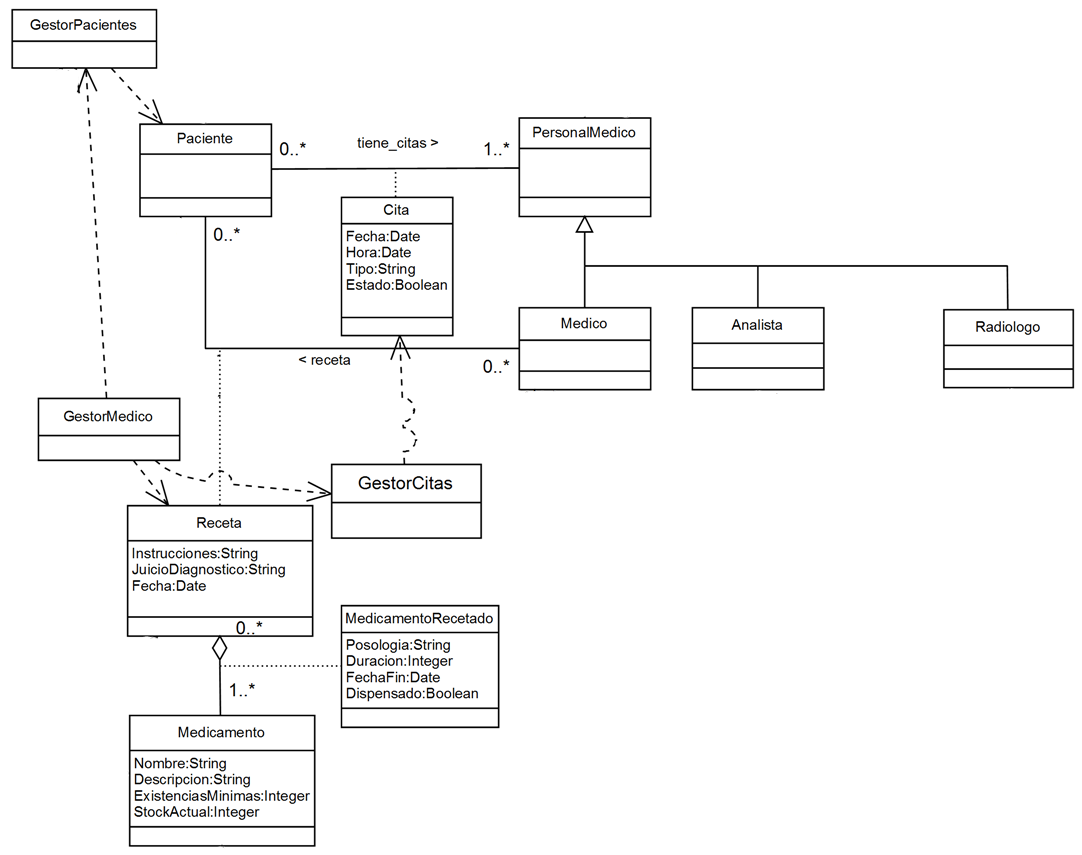 GestorPacientes
Paciente
0..*
tiene_citas >
1..*
PersonalMedico
Cita
Fecha:Date
Hora:Date
Tipo:String
Estado:Boolean
0..*
Medico
Analista
Radiologo
< receta
0..*
GestorMedico
GestorCitas
Receta
Instrucciones:String
JuicioDiagnostico:String
Fecha:Date
0..*
MedicamentoRecetado
Posologia:String
Duracion:Integer
FechaFin:Date
Dispensado:Boolean
1..*
Medicamento
Nombre:String
Descripcion:String
ExistenciasMinimas:Integer
StockActual:Integer